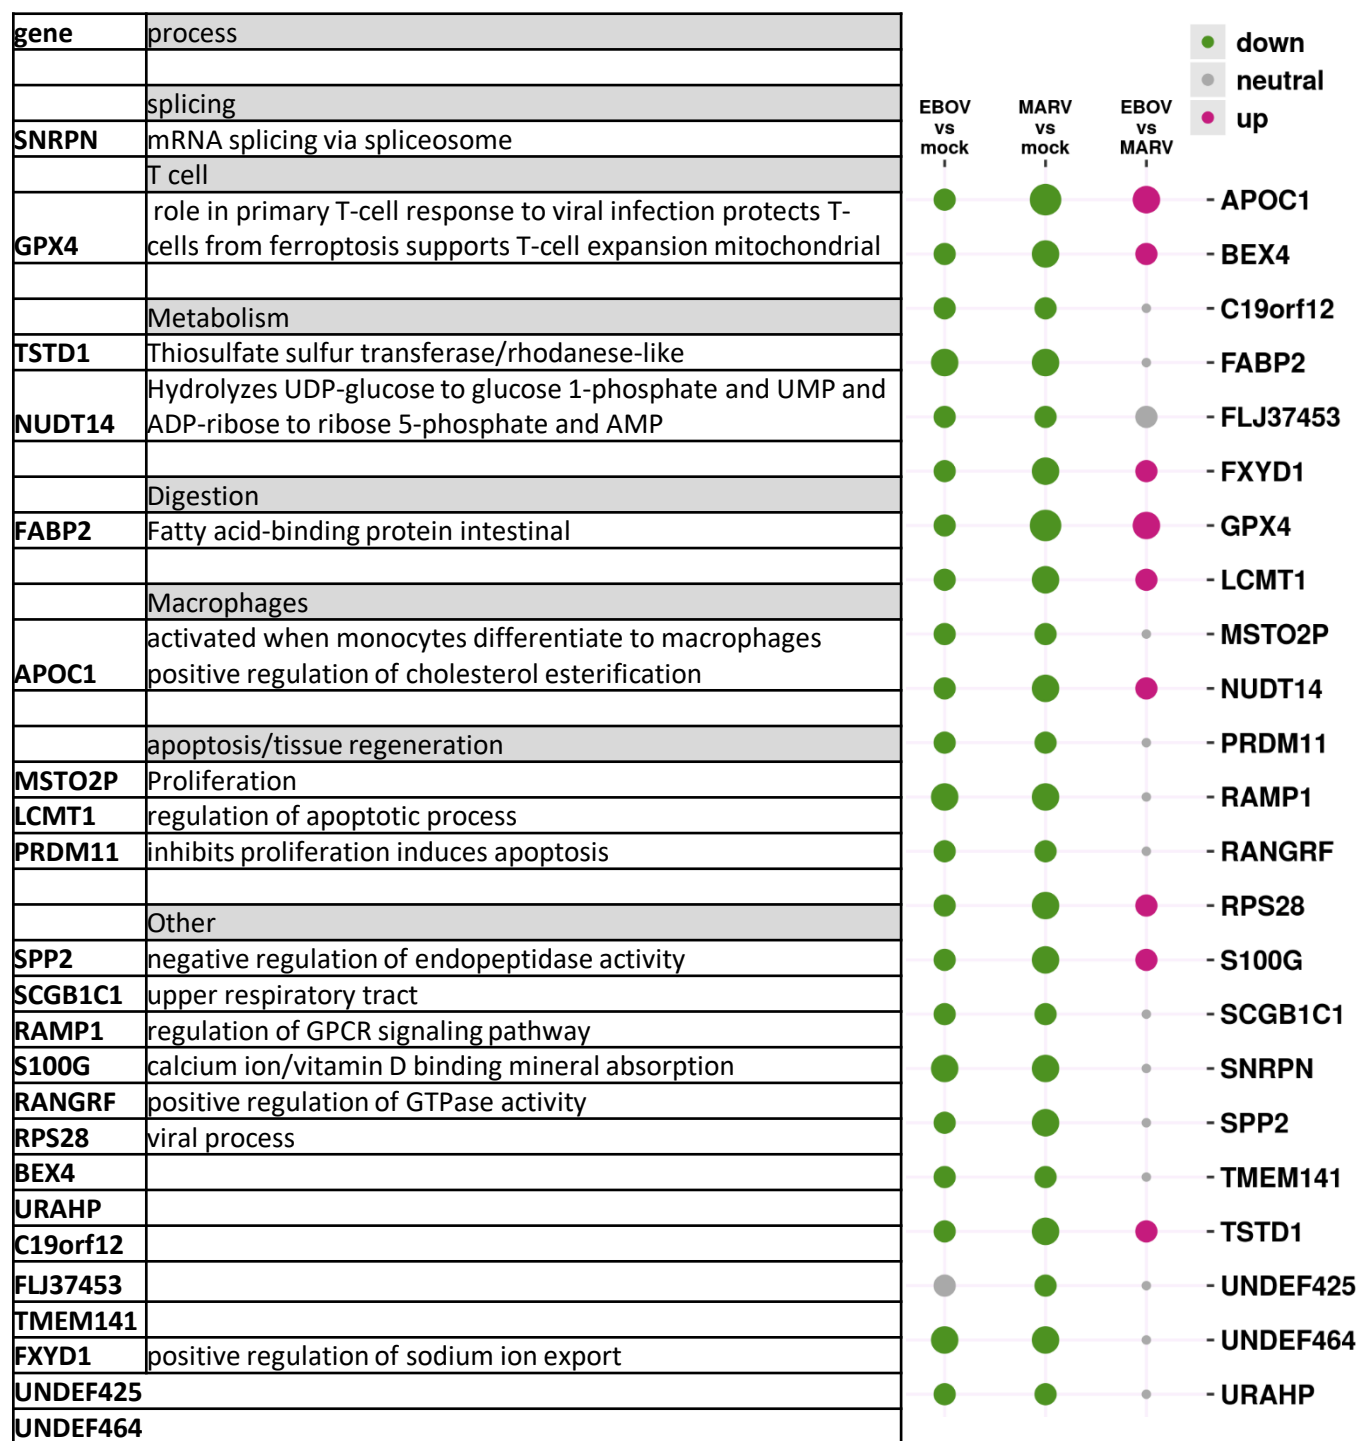 gene process
splicing
SNRPN mRNA splicing via spliceosome
T cell
role in primary T-cell response to viral infection protects T-
GPX4 cells from ferroptosis supports T-cell expansion mitochondrial
Metabolism
TSTD1 Thiosulfate sulfur transferase/rhodanese-like
Hydrolyzes UDP-glucose to glucose 1-phosphate and UMP and
NUDT14 ADP-ribose to ribose 5-phosphate and AMP
Digestion
FABP2 Fatty acid-binding protein intestinal
Macrophages
activated when monocytes differentiate to macrophages
APOC1 positive regulation of cholesterol esterification
apoptosis/tissue regeneration
MSTO2P Proliferation
LCMT1 regulation of apoptotic process
PRDM11 inhibits proliferation induces apoptosis
Other
SPP2 negative regulation of endopeptidase activity
SCGB1C1 upper respiratory tract
RAMP1 regulation of GPCR signaling pathway
S100G calcium ion/vitamin D binding mineral absorption
RANGRF positive regulation of GTPase activity
RPS28 viral process
BEX4
URAHP
C19orf12
FLJ37453
TMEM141
FXYD1 positive regulation of sodium ion export
UNDEF425
UNDEF464
down
neutral
up
EBOV vs mock
MARV vs mock
EBOV vs MARV
APOC1
BEX4
C19orf12
FABP2
FLJ37453
FXYD1
GPX4
LCMT1
MSTO2P
NUDT14
PRDM11
RAMP1
RANGRF
RPS28
S100G
SCGB1C1
SNRPN
SPP2
TMEM141
TSTD1
UNDEF425
UNDEF464
URAHP